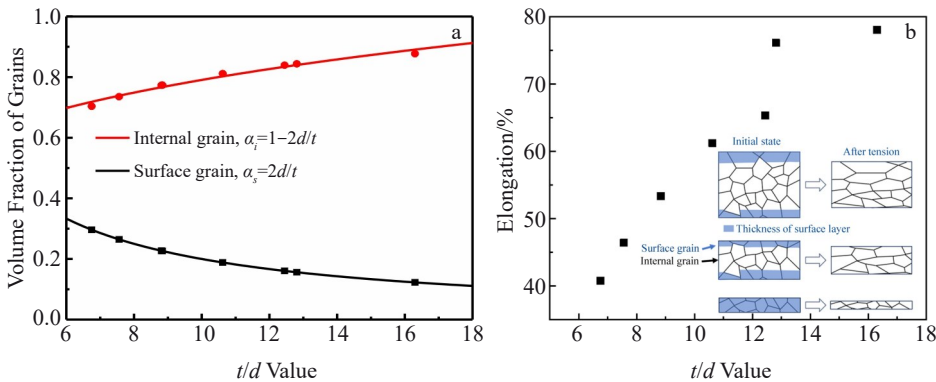 a
1.0
0.8
0.6
0.4
0.2
0.0
Volume Fraction of Grains
Internal grain, αᵢ=1−2d/t
Surface grain, αₛ=2d/t
6 8 10 12 14 16 18
t/d Value
b
80
70
60
50
40
Elongation/%
Initial state
After tension
Thickness of surface layer
Surface grain
Internal grain
6 8 10 12 14 16 18
t/d Value